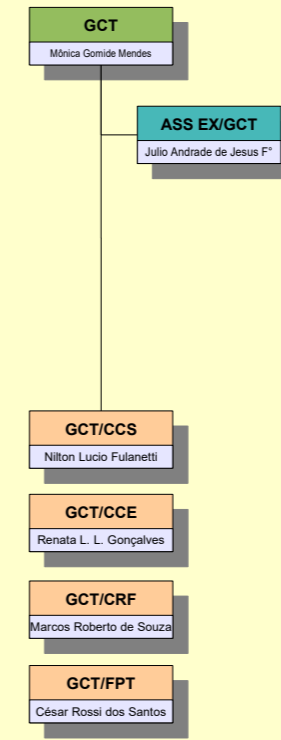 GCT
Mônica Gomide Mendes
ASS EX/GCT
Julio Andrade de Jesus F°
GCT/CCS
Nilton Lucio Fulanetti
GCT/CCE
Renata L. L. Gonçalves
GCT/CRF
Marcos Roberto de Souza
GCT/FPT
César Rossi dos Santos